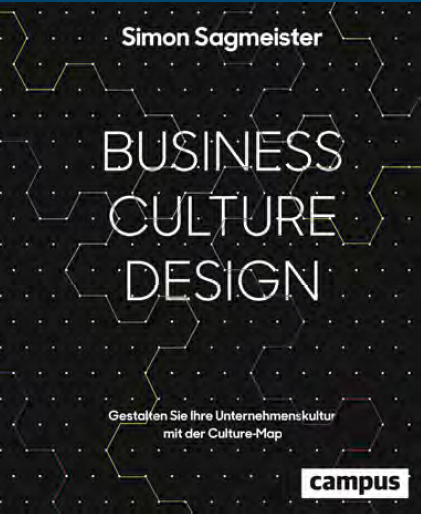 Simon Sagmeister
BUSINESS
CULTURE
DESIGN
Gestalten Sie Ihre Unternehmenskultur
mit der Culture-Map
campus